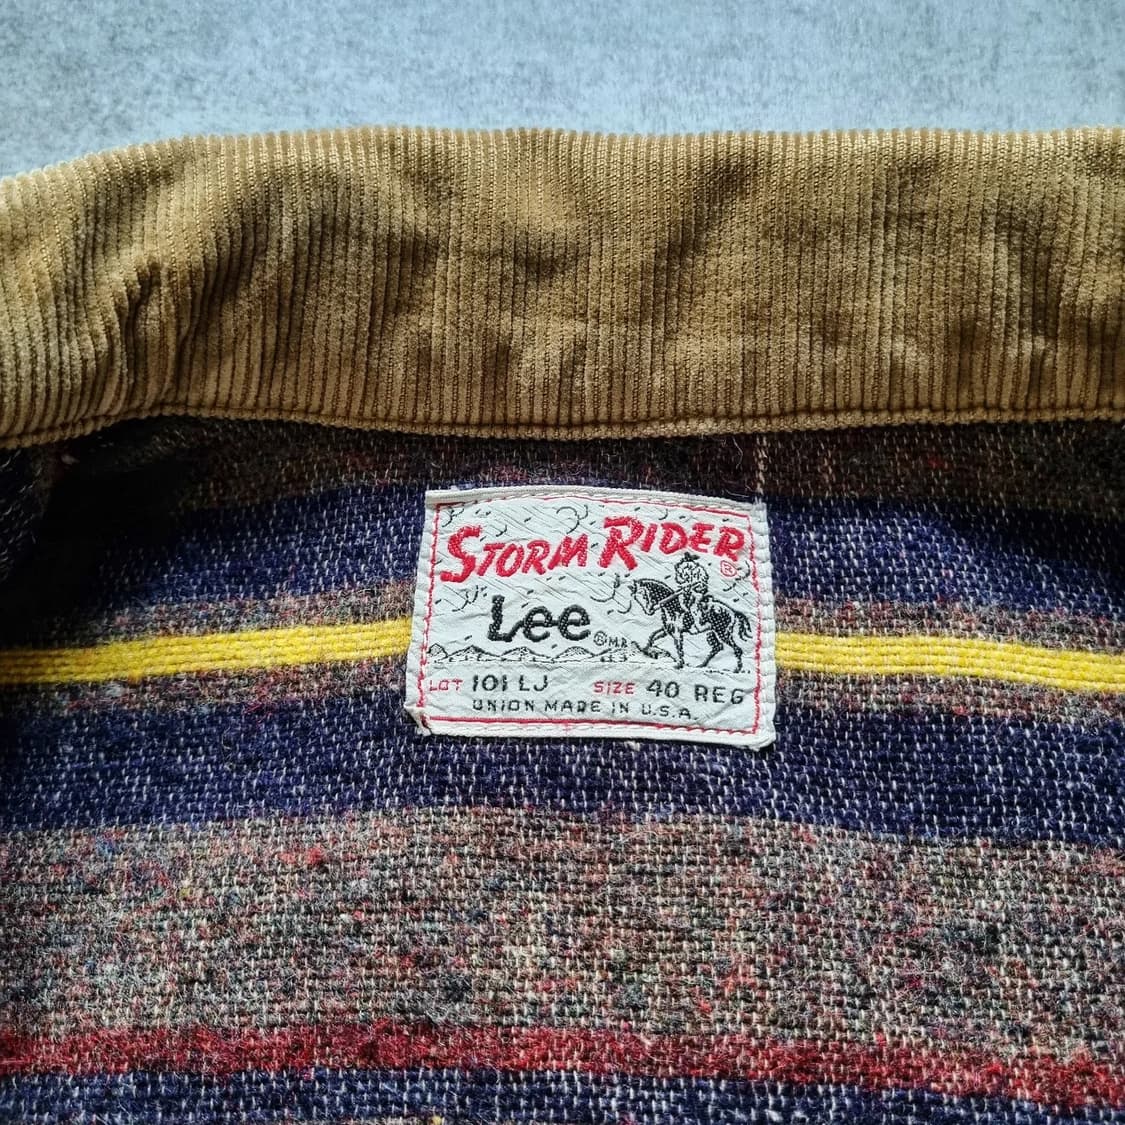 STORM RIDER ®
Lee ® M.R.
LOT 101 LJ SIZE 40 REG
UNION MADE IN U.S.A.